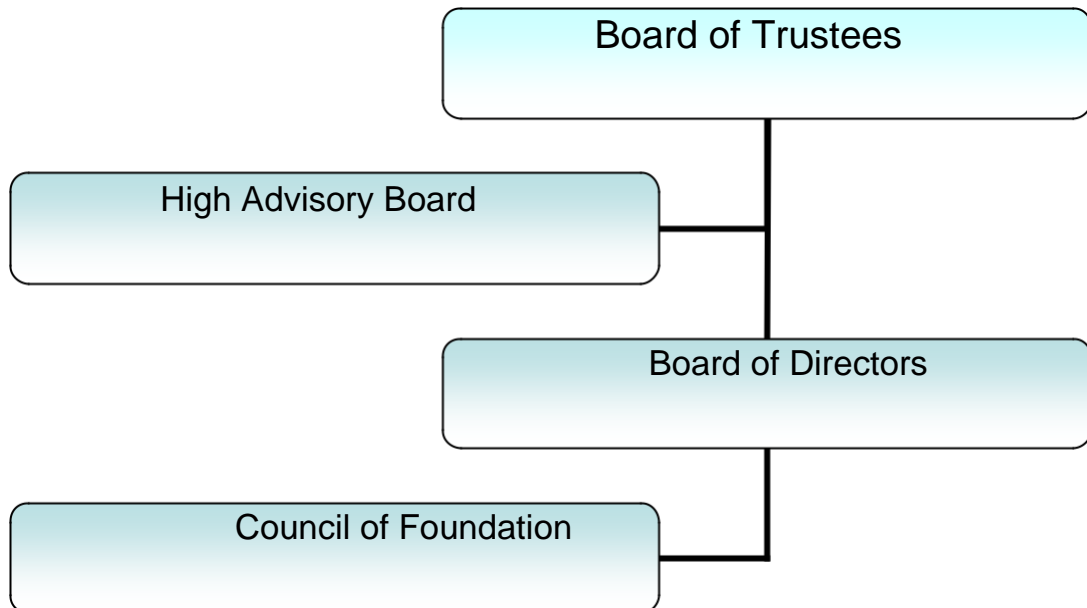 Board of Trustees
High Advisory Board
Board of Directors
Council of Foundation